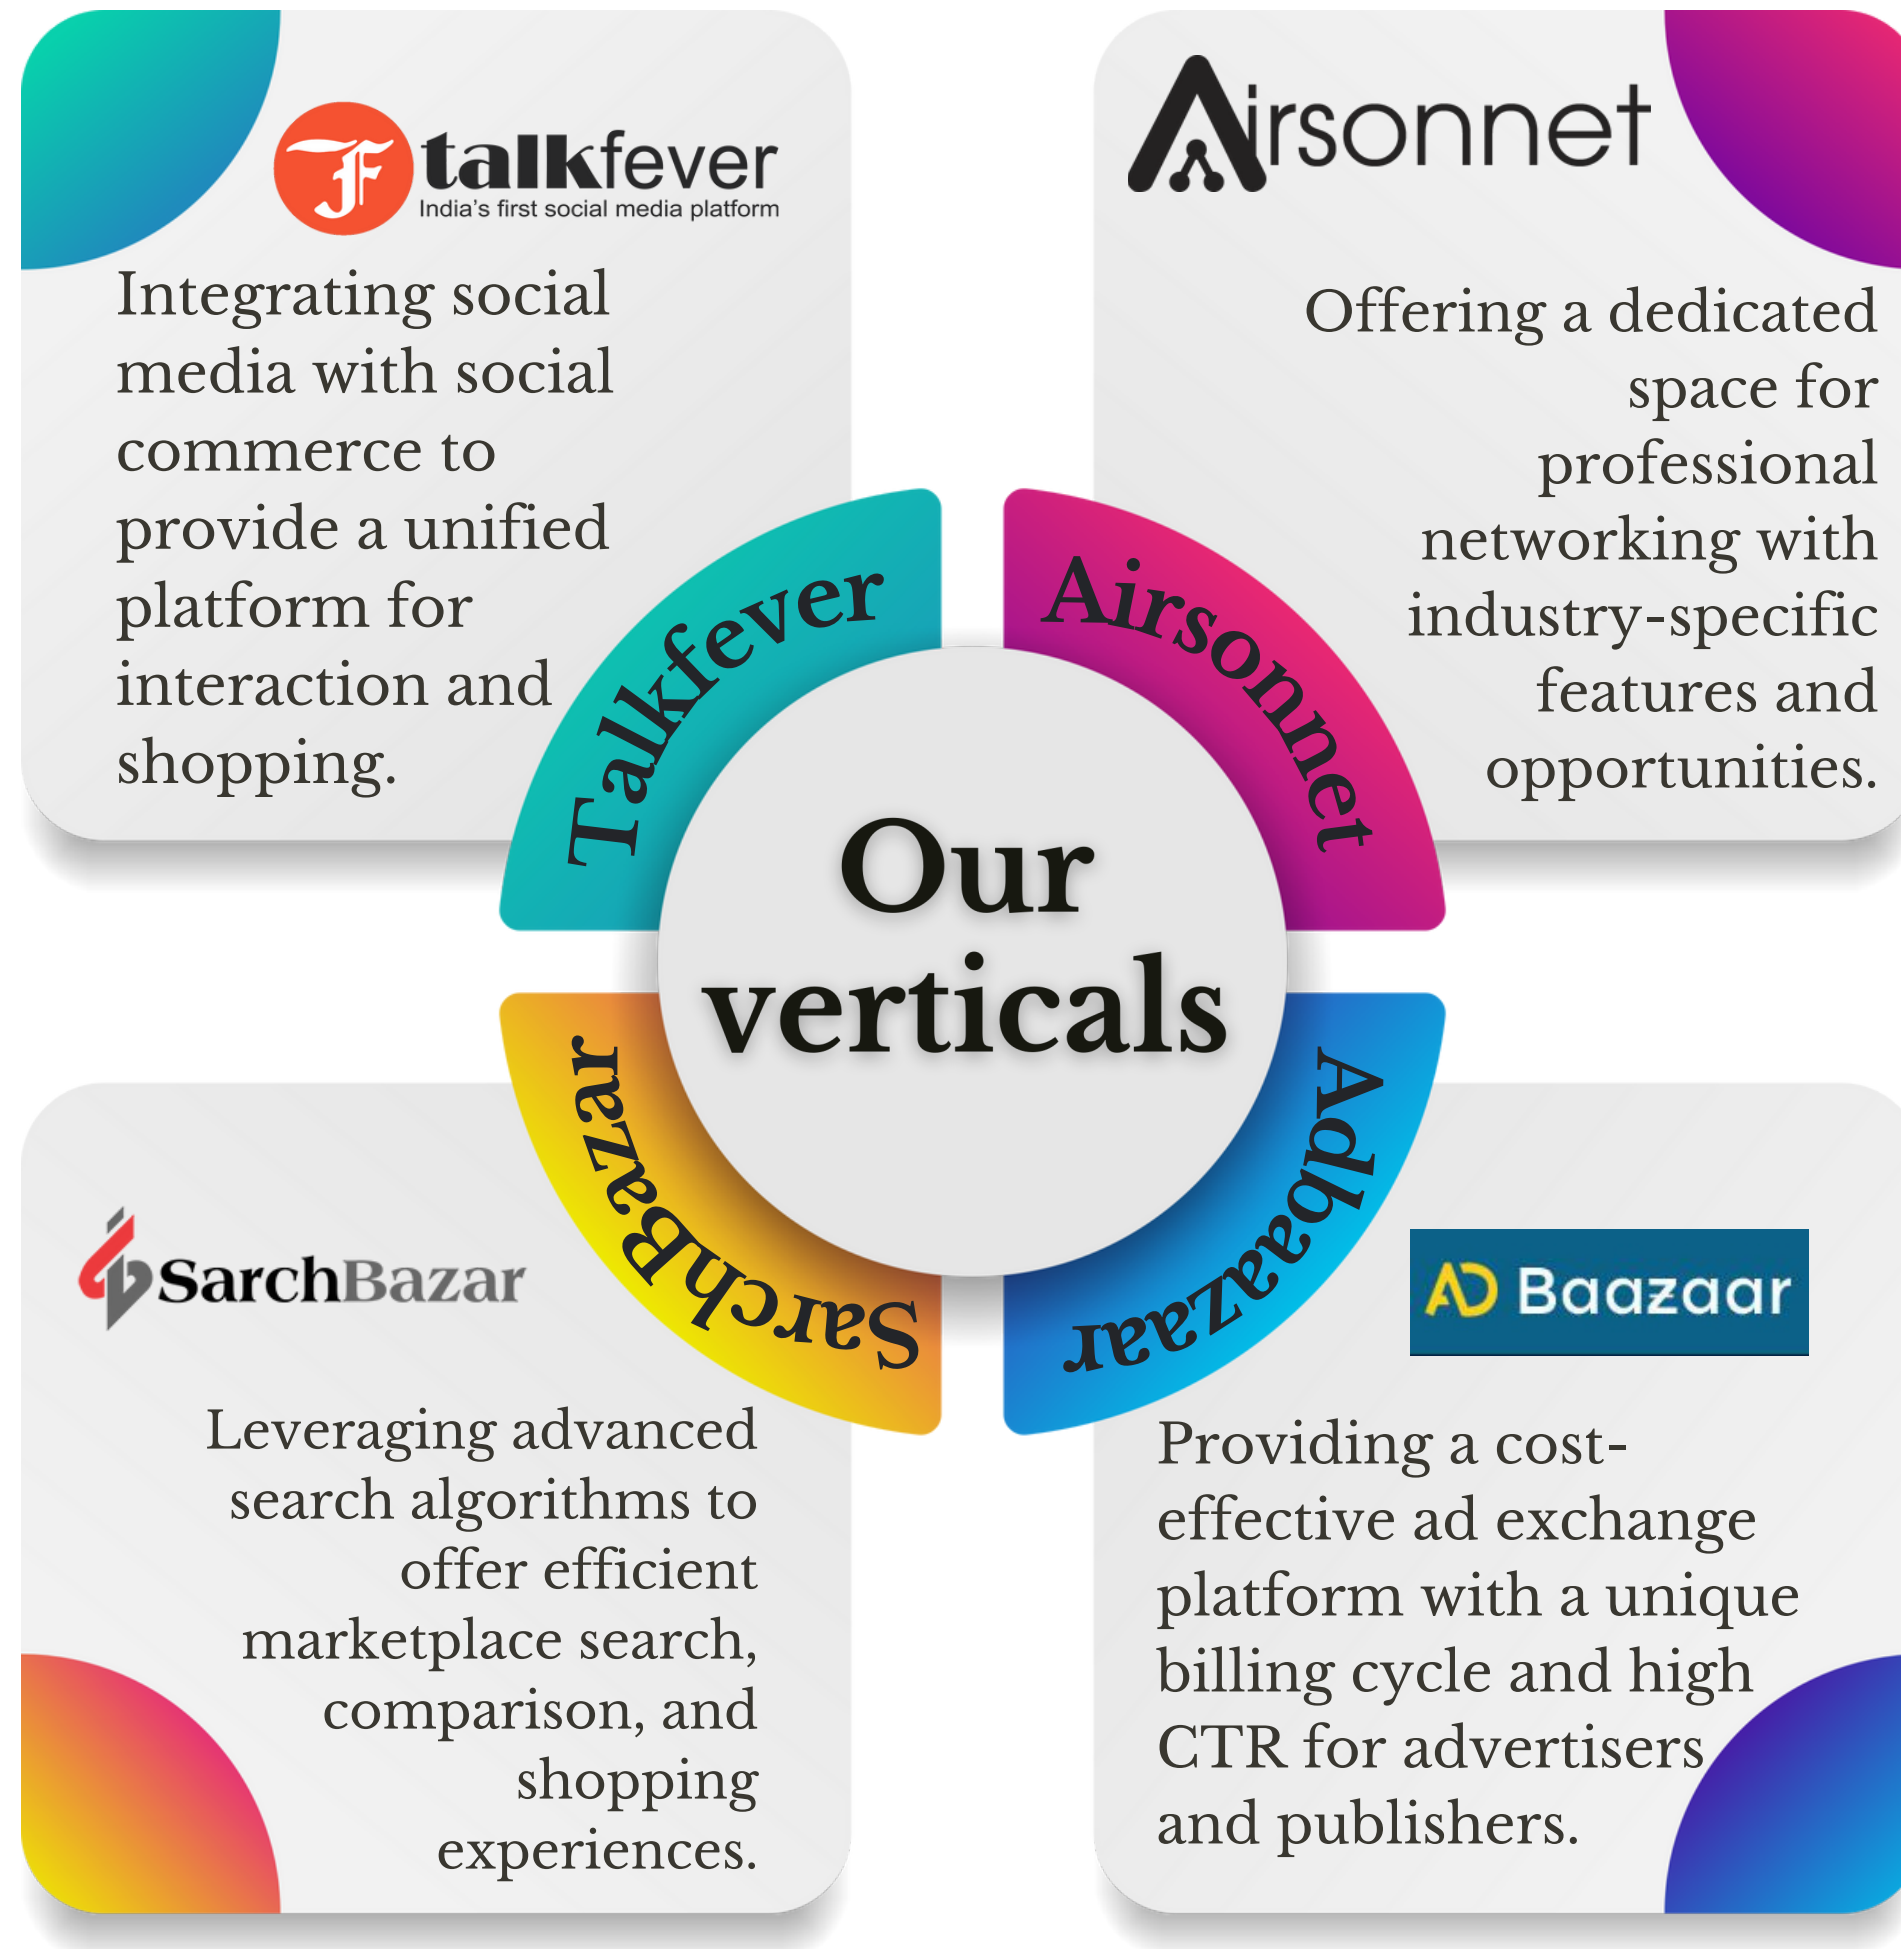 talkfever
India's first social media platform
Integrating social
media with social
commerce to
provide a unified
platform for
interaction and
shopping.
Airsonnet
Offering a dedicated
space for
professional
networking with
industry-specific
features and
opportunities.
Talkfever
Airsonnet
Our
verticals
SarchBazar
Adbaazar
SarchBazar
Leveraging advanced
search algorithms to
offer efficient
marketplace search,
comparison, and
shopping
experiences.
AD Baazaar
Providing a cost-
effective ad exchange
platform with a unique
billing cycle and high
CTR for advertisers
and publishers.